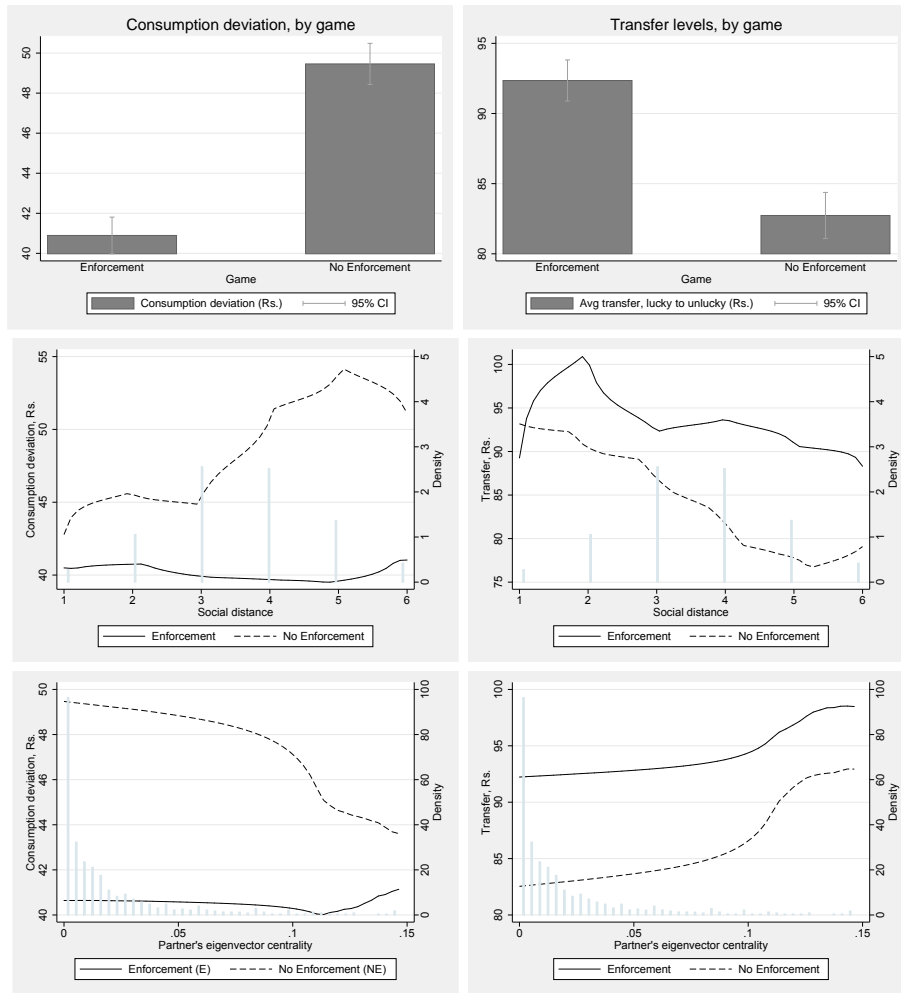 Consumption deviation, by game
50
48
46
44
42
40
Enforcement No Enforcement
Game
Consumption deviation (Rs.) 95% CI
Transfer levels, by game
95
90
85
80
Enforcement No Enforcement
Game
Avg transfer, lucky to unlucky (Rs.) 95% CI
Consumption deviation, Rs.
55
50
45
40
5
4
3
2
1
0
Density
1 2 3 4 5 6
Social distance
Enforcement No Enforcement
Transfer, Rs.
100
95
90
85
80
75
5
4
3
2
1
0
Density
1 2 3 4 5 6
Social distance
Enforcement No Enforcement
Consumption deviation, Rs.
50
48
46
44
42
40
100
80
60
40
20
0
Density
0 .05 .1 .15
Partner's eigenvector centrality
Enforcement (E) No Enforcement (NE)
Transfer, Rs.
100
95
90
85
80
100
80
60
40
20
0
Density
0 .05 .1 .15
Partner's eigenvector centrality
Enforcement No Enforcement